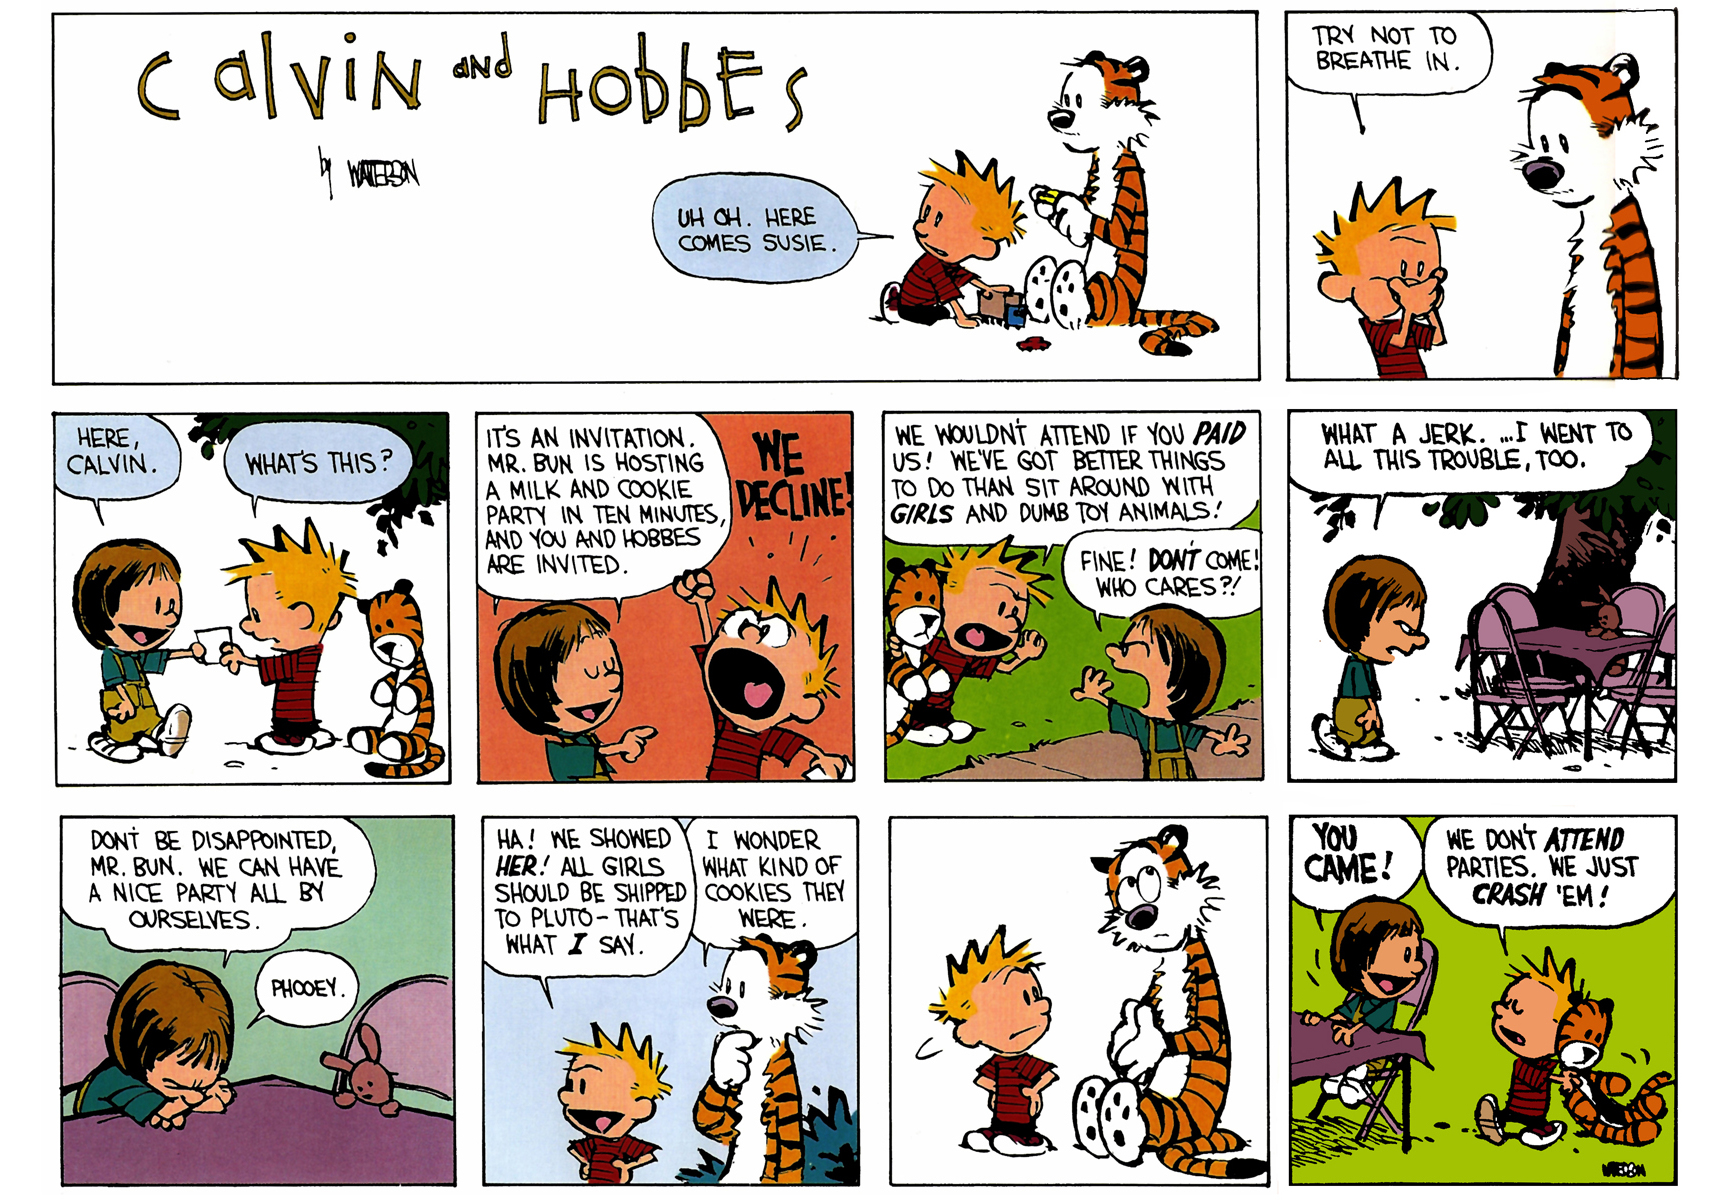 CALVIN AND HOBBES
by WATTERSON
UH OH. HERE
COMES SUSIE.
TRY NOT TO
BREATHE IN.
HERE,
CALVIN.
WHAT'S THIS?
IT'S AN INVITATION.
MR. BUN IS HOSTING
A MILK AND COOKIE
PARTY IN TEN MINUTES,
AND YOU AND HOBBES
ARE INVITED.
WE
DECLINE!
WE WOULDN'T ATTEND IF YOU PAID
US! WE'VE GOT BETTER THINGS
TO DO THAN SIT AROUND WITH
GIRLS AND DUMB TOY ANIMALS!
FINE! DON'T COME!
WHO CARES?!
WHAT A JERK. ...I WENT TO
ALL THIS TROUBLE, TOO.
DON'T BE DISAPPOINTED,
MR. BUN. WE CAN HAVE
A NICE PARTY ALL BY
OURSELVES.
PHOOEY.
HA! WE SHOWED
HER! ALL GIRLS
SHOULD BE SHIPPED
TO PLUTO - THAT'S
WHAT I SAY.
I WONDER
WHAT KIND OF
COOKIES THEY
WERE.
YOU
CAME!
WE DON'T ATTEND
PARTIES. WE JUST
CRASH 'EM!
WATTERSON